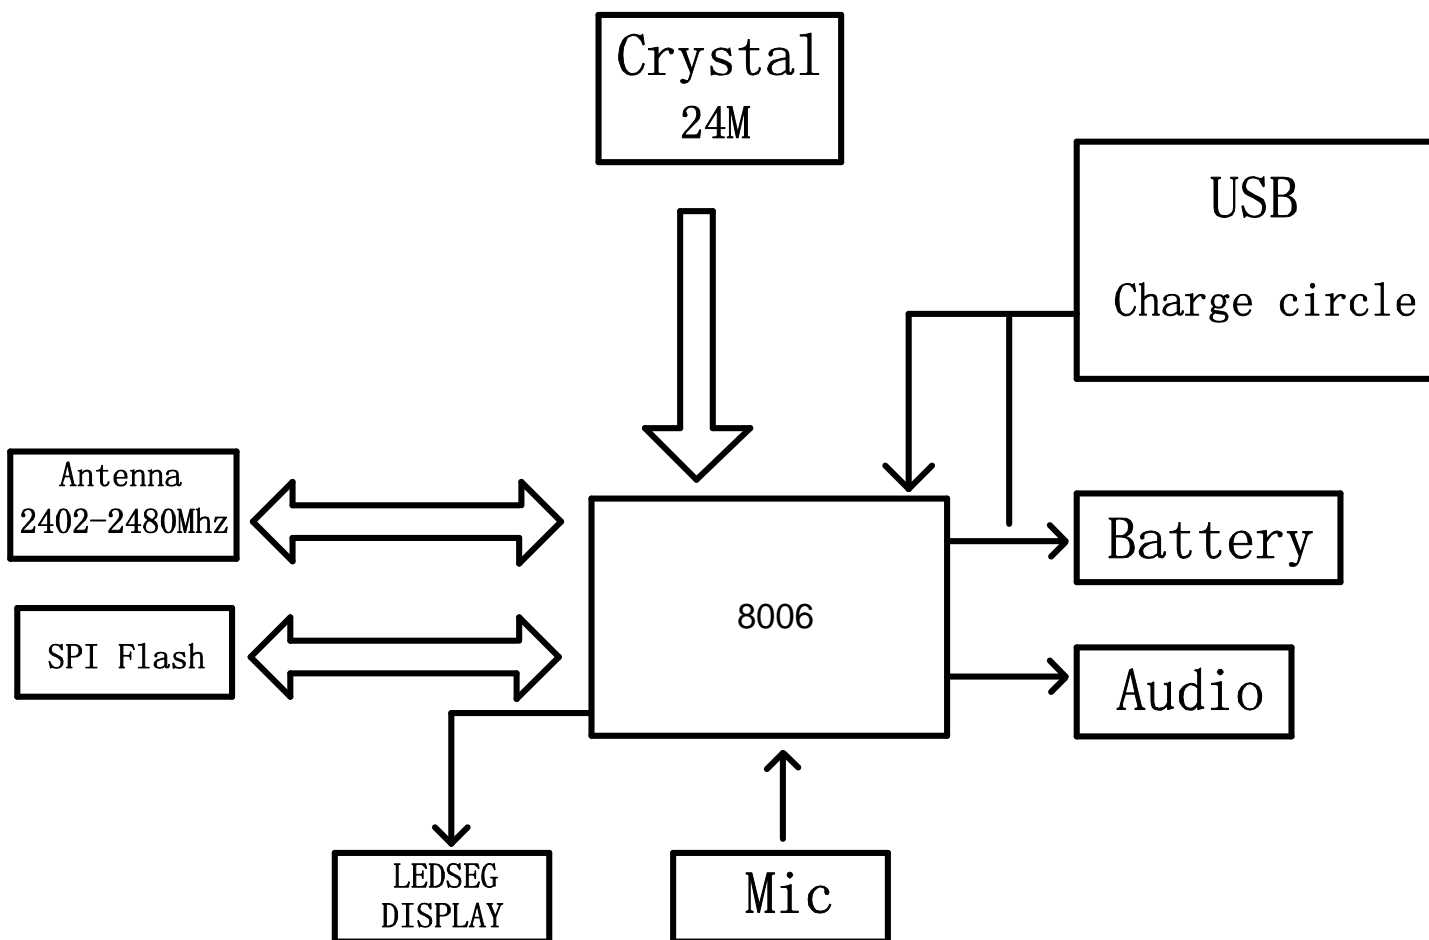 Crystal
24M
USB
Charge circle
Antenna
2402-2480Mhz
Battery
8006
SPI Flash
Audio
LEDSEG
DISPLAY
Mic